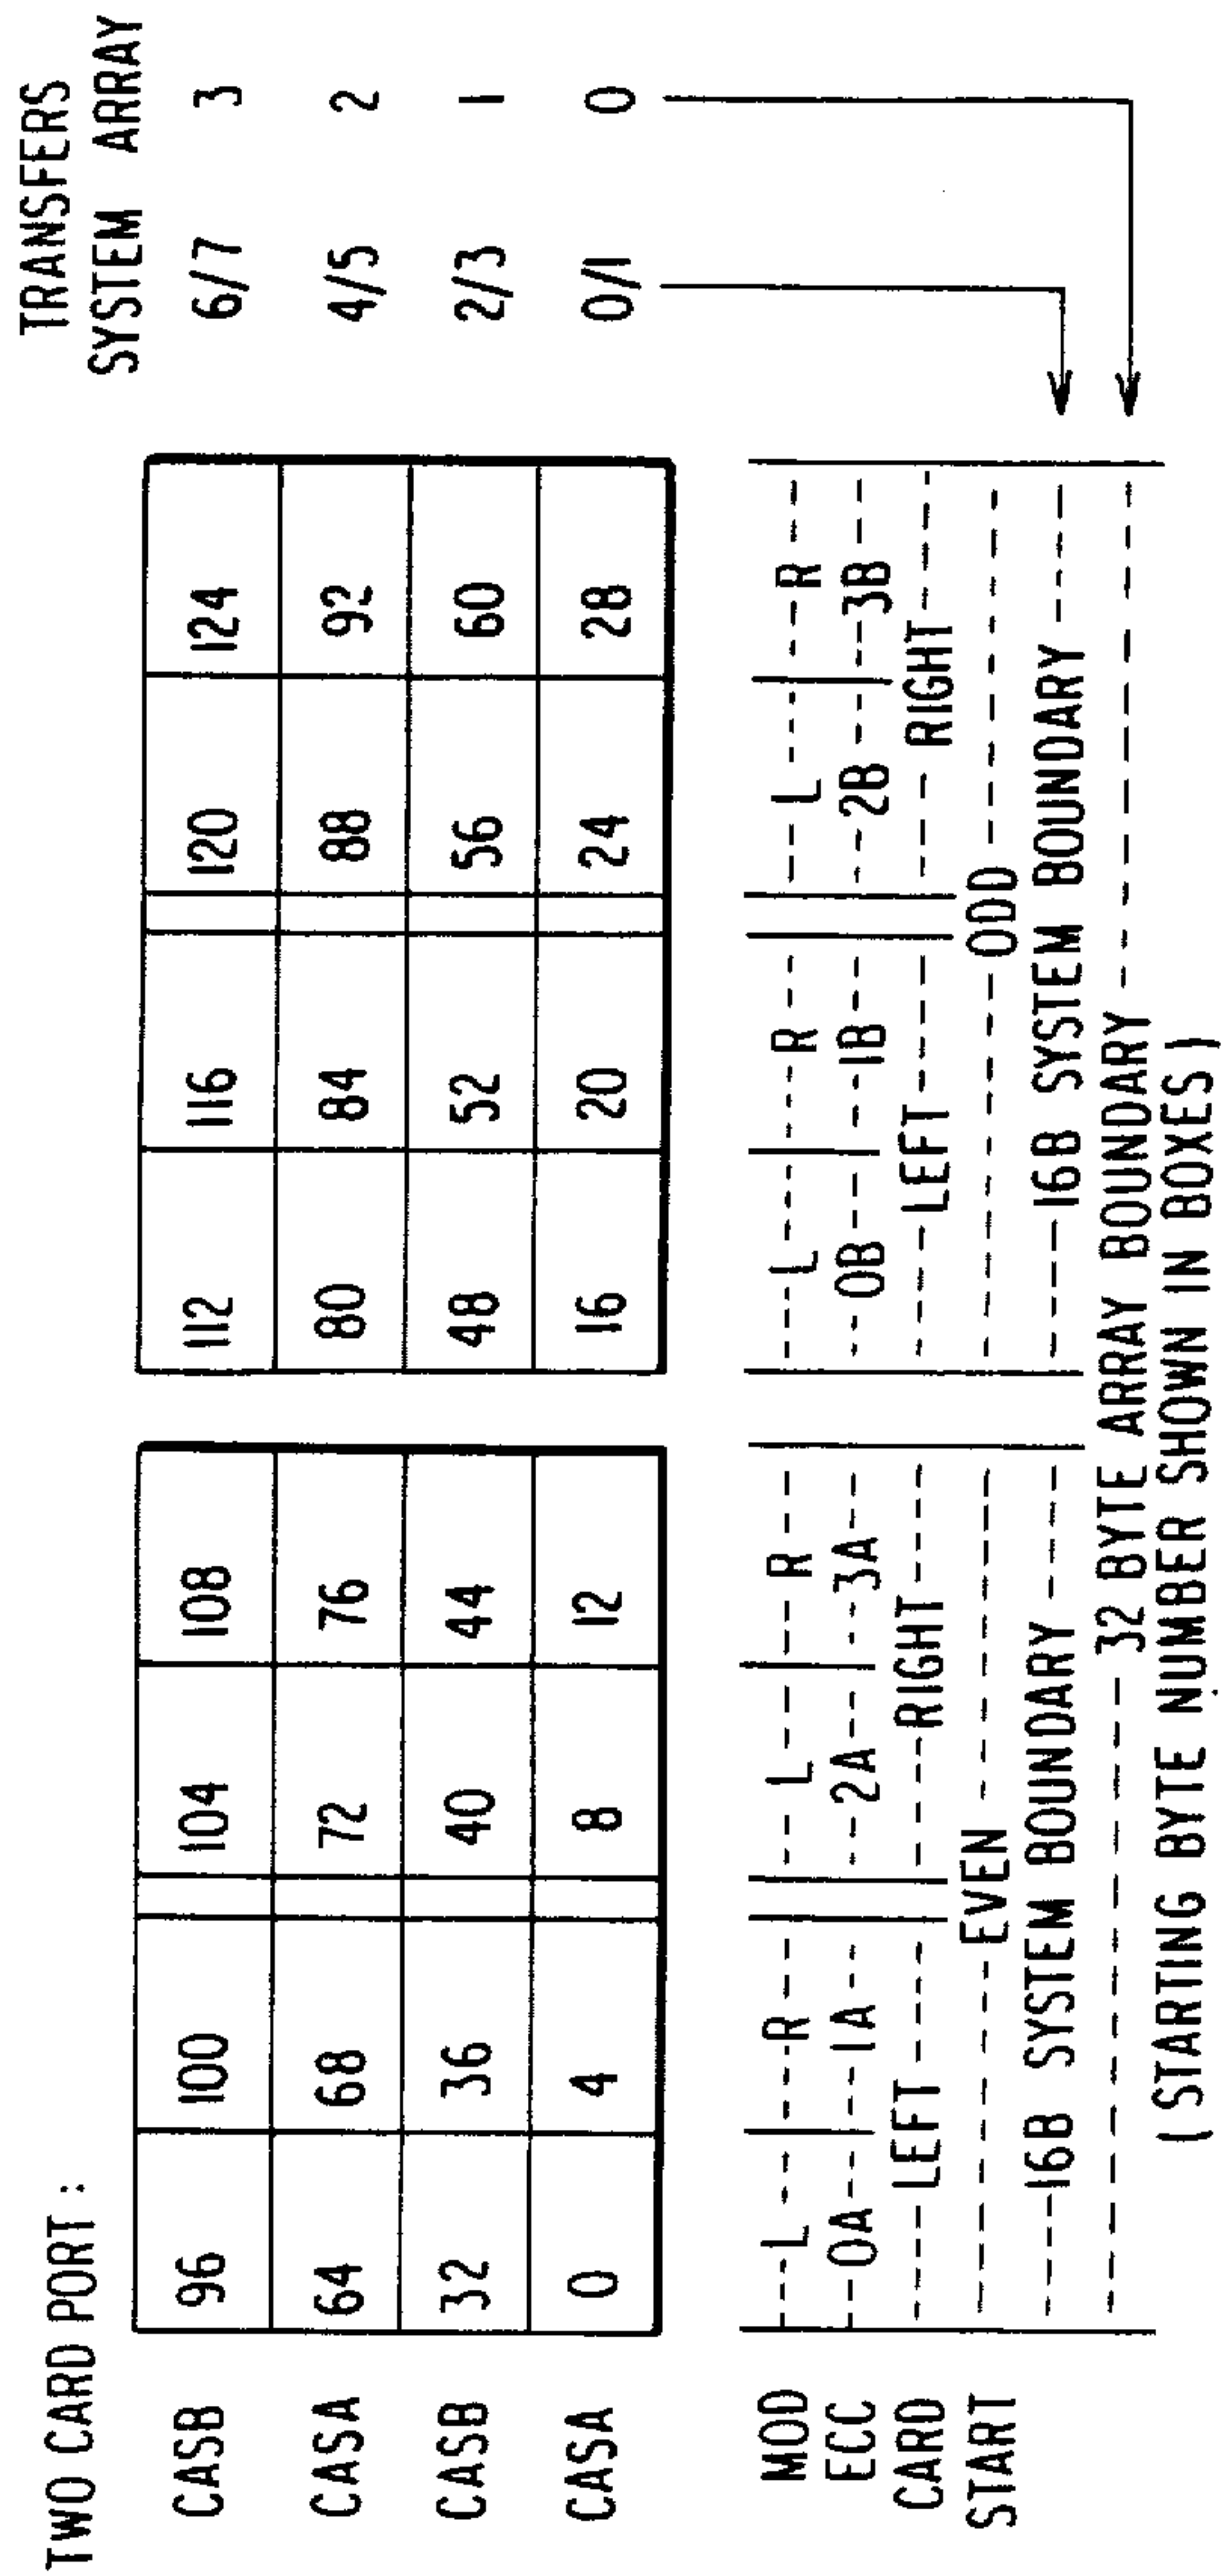 TRANSFERS
SYSTEM ARRAY
TWO CARD PORT :
CASB 96 100 104 108 112 116 120 124 6/7 3
CASA 64 68 72 76 80 84 88 92 4/5 2
CASB 32 36 40 44 48 52 56 60 2/3 1
CASA 0 4 8 12 16 20 24 28 0/1 0
MOD L R L R L R L R
ECC 0A 1A 2A 3A 0B 1B 2B 3B
CARD LEFT RIGHT LEFT RIGHT
START EVEN ODD
16B SYSTEM BOUNDARY 16B SYSTEM BOUNDARY
32 BYTE ARRAY BOUNDARY
( STARTING BYTE NUMBER SHOWN IN BOXES )